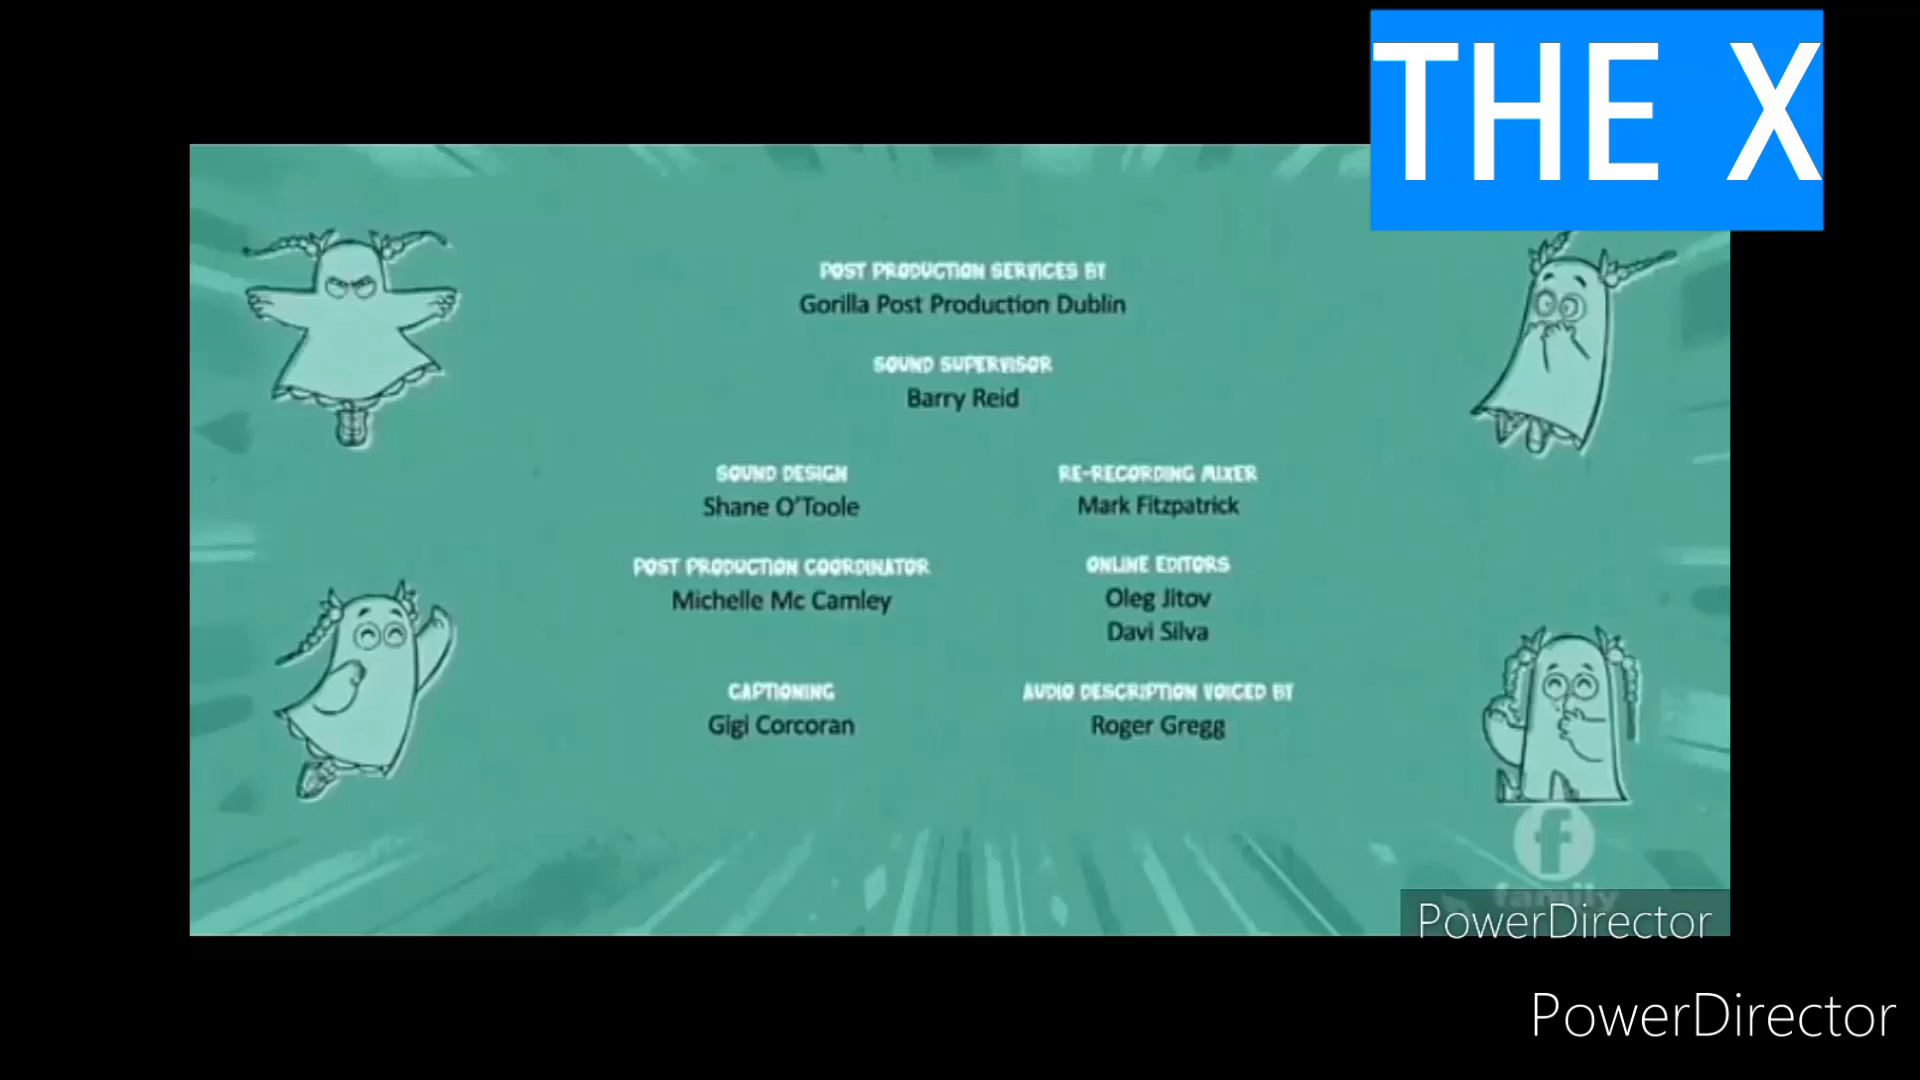 THE X
POST PRODUCTION SERVICES BY
Gorilla Post Production Dublin
SOUND SUPERVISOR
Barry Reid
SOUND DESIGN
Shane O'Toole
RE-RECORDING MIXER
Mark Fitzpatrick
POST PRODUCTION COORDINATOR
Michelle Mc Camley
ONLINE EDITORS
Oleg Jitov
Davi Silva
CAPTIONING
Gigi Corcoran
AUDIO DESCRIPTION VOICED BY
Roger Gregg
f
family
PowerDirector
PowerDirector